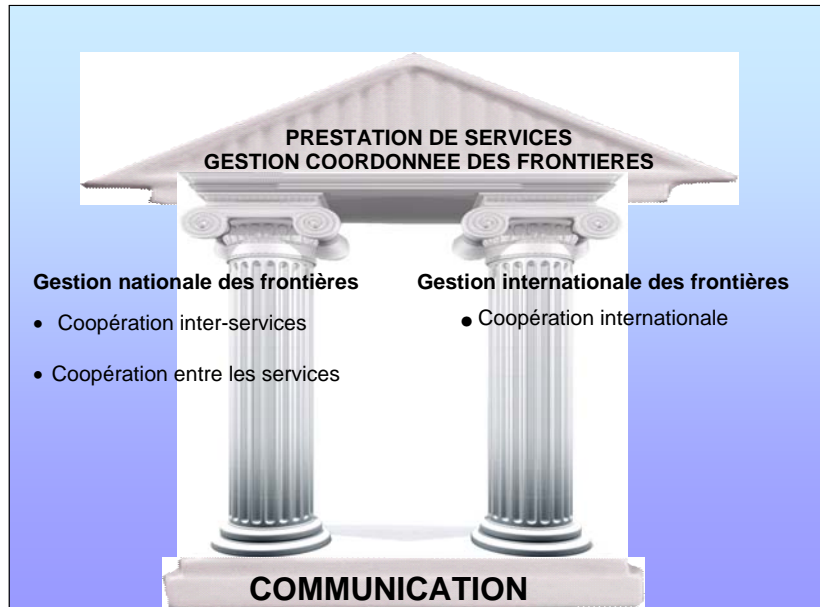 PRESTATION DE SERVICES
GESTION COORDONNEE DES FRONTIERES
Gestion nationale des frontières
• Coopération inter-services
• Coopération entre les services
Gestion internationale des frontières
• Coopération internationale
COMMUNICATION